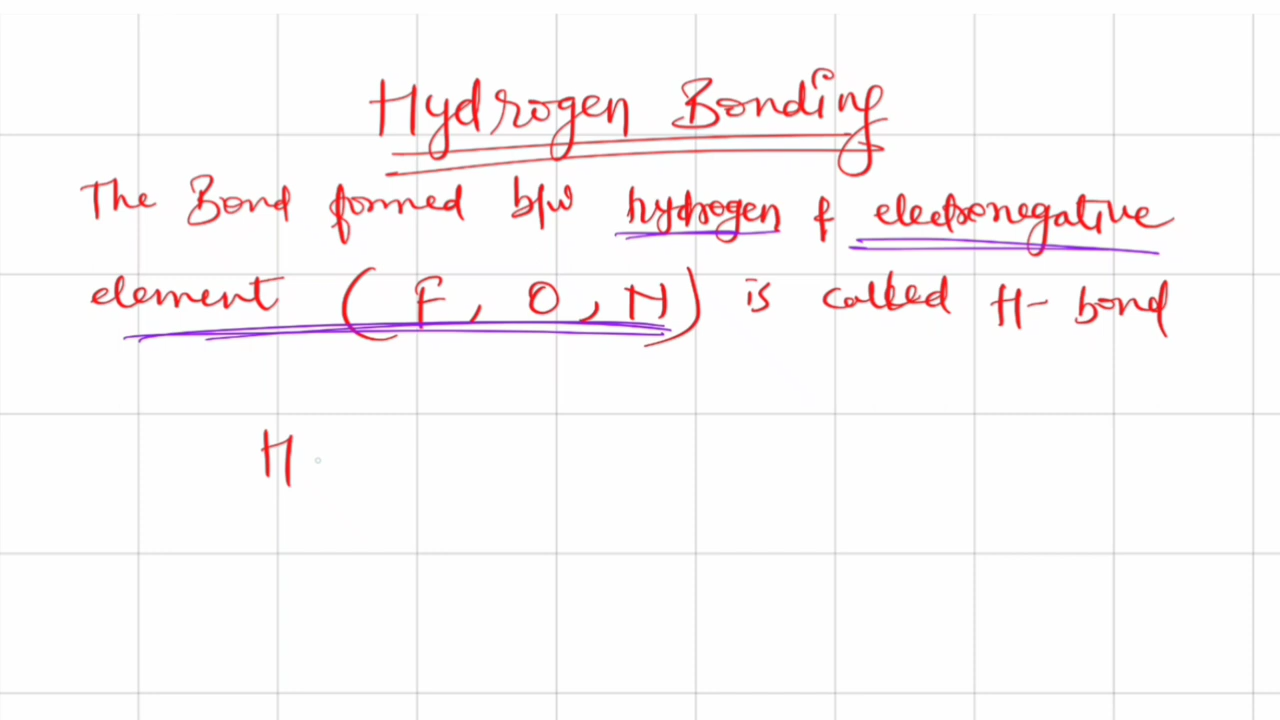 Hydrogen Bonding
The Bond formed b/w hydrogen & electronegative
element (F, O, N) is called H- bond
H